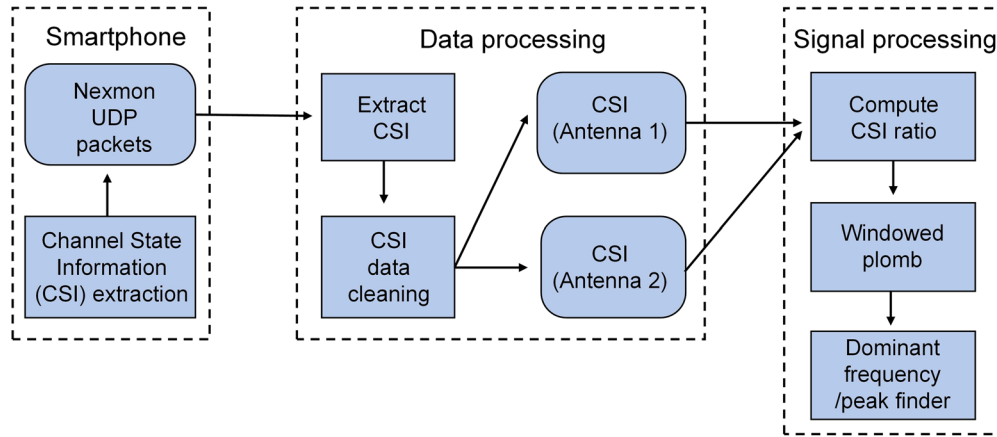 Smartphone
Nexmon
UDP
packets
Channel State
Information
(CSI) extraction
Data processing
Extract
CSI
CSI
data
cleaning
CSI
(Antenna 1)
CSI
(Antenna 2)
Signal processing
Compute
CSI ratio
Windowed
plomb
Dominant
frequency
/peak finder